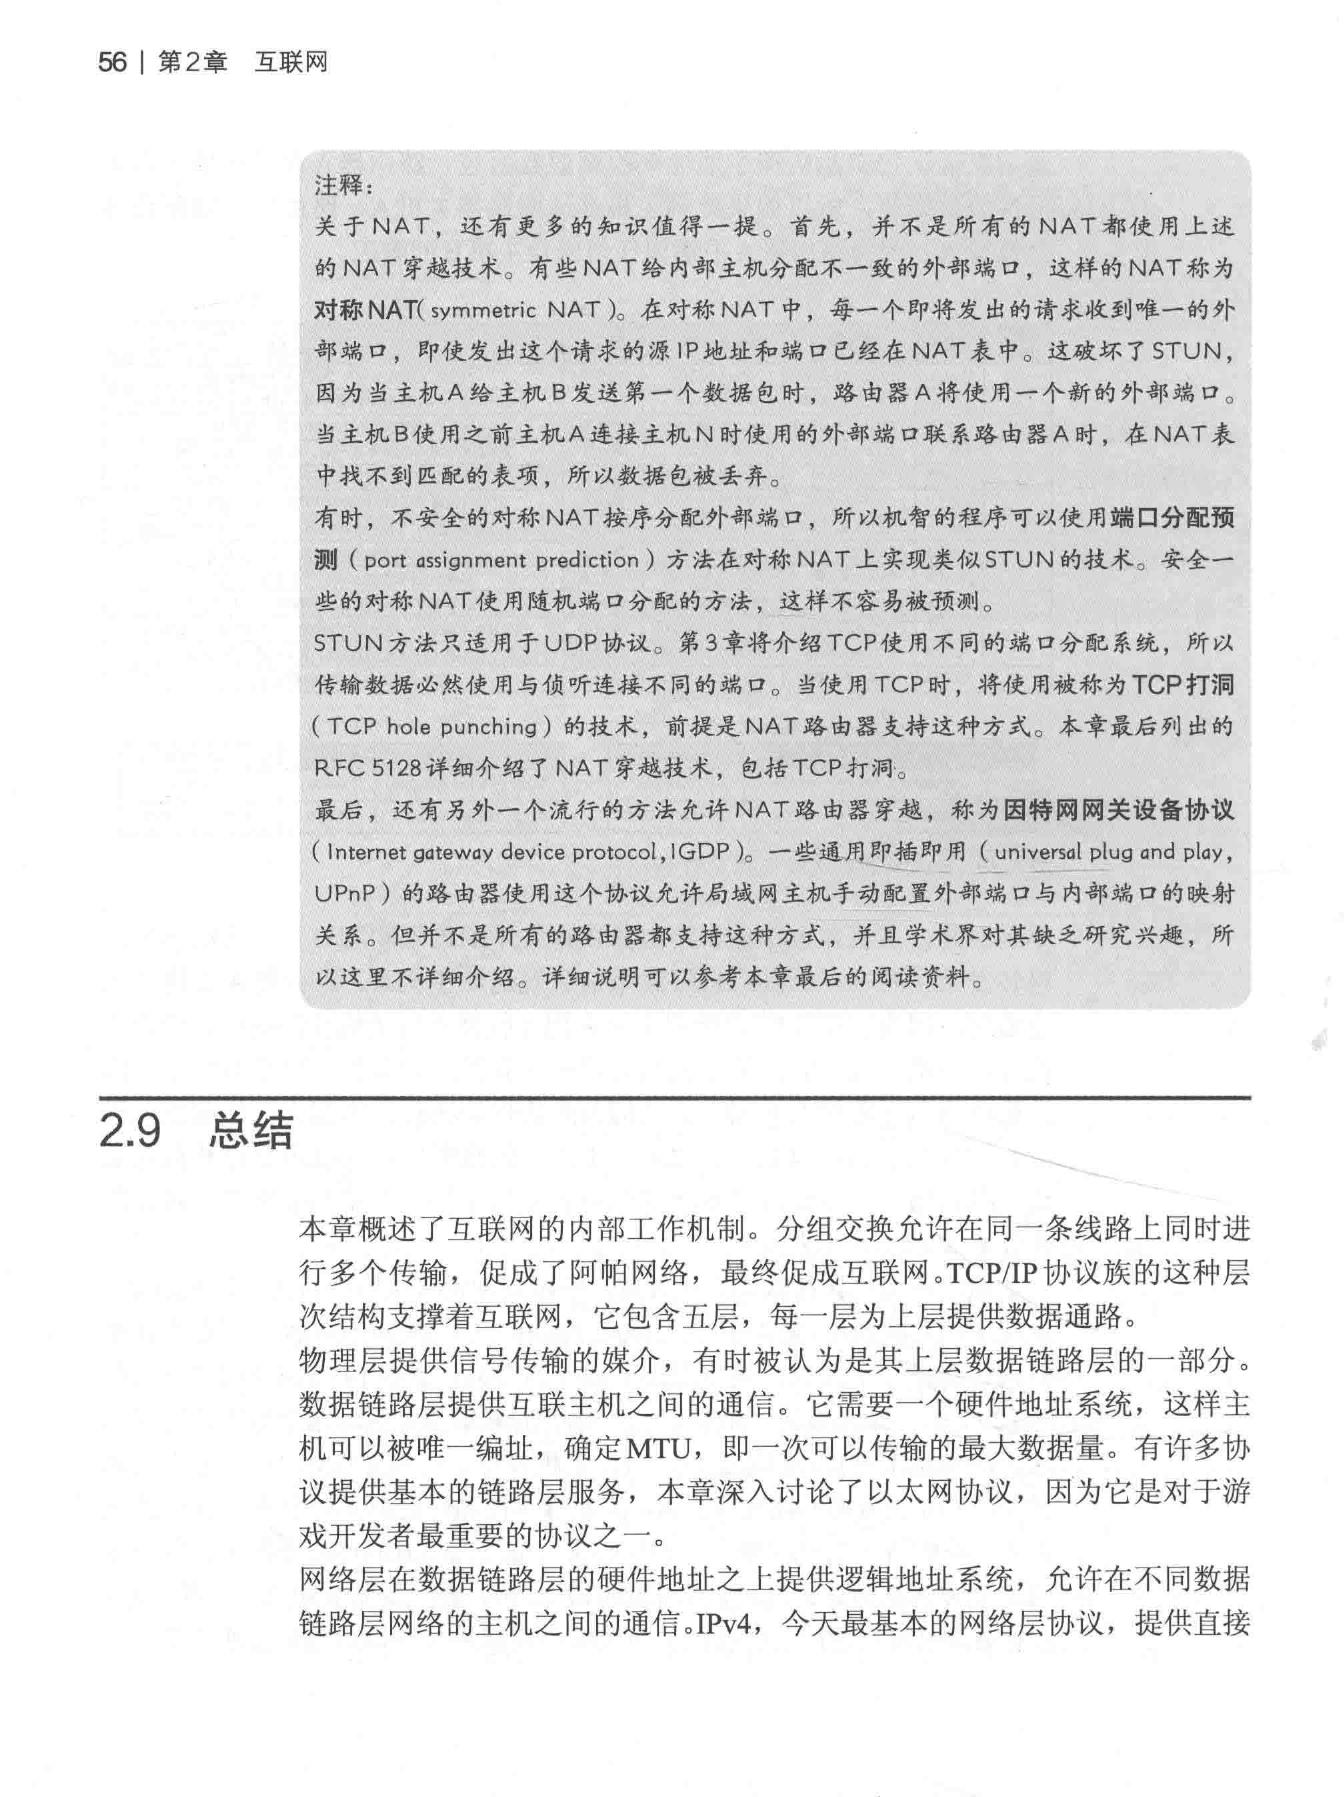 56 | 第2章 互联网
注释：
关于NAT，还有更多的知识值得一提。首先，并不是所有的NAT都使用上述
的NAT穿越技术。有些NAT给内部主机分配不一致的外部端口，这样的NAT称为
对称NAT（symmetric NAT）。在对称NAT中，每一个即将发出的请求收到唯一的外
部端口，即使发出这个请求的源IP地址和端口已经在NAT表中。这破坏了STUN，
因为当主机A给主机B发送第一个数据包时，路由器A将使用一个新的外部端口。
当主机B使用之前主机A连接主机N时使用的外部端口联系路由器A时，在NAT表
中找不到匹配的表项，所以数据包被丢弃。
有时，不安全的对称NAT按序分配外部端口，所以机智的程序可以使用端口分配预
测（port assignment prediction）方法在对称NAT上实现类似STUN的技术。安全一
些的对称NAT使用随机端口分配的方法，这样不容易被预测。
STUN方法只适用于UDP协议。第3章将介绍TCP使用不同的端口分配系统，所以
传输数据必然使用与侦听连接不同的端口。当使用TCP时，将使用被称为TCP打洞
（TCP hole punching）的技术，前提是NAT路由器支持这种方式。本章最后列出的
RFC 5128详细介绍了NAT穿越技术，包括TCP打洞。
最后，还有另外一个流行的方法允许NAT路由器穿越，称为因特网网关设备协议
（Internet gateway device protocol,IGDP）。一些通用即插即用（universal plug and play，
UPnP）的路由器使用这个协议允许局域网主机手动配置外部端口与内部端口的映射
关系。但并不是所有的路由器都支持这种方式，并且学术界对其缺乏研究兴趣，所
以这里不详细介绍。详细说明可以参考本章最后的阅读资料。
2.9 总结
本章概述了互联网的内部工作机制。分组交换允许在同一条线路上同时进
行多个传输，促成了阿帕网络，最终促成互联网。TCP/IP协议族的这种层
次结构支撑着互联网，它包含五层，每一层为上层提供数据通路。
物理层提供信号传输的媒介，有时被认为是其上层数据链路层的一部分。
数据链路层提供互联主机之间的通信。它需要一个硬件地址系统，这样主
机可以被唯一编址，确定MTU，即一次可以传输的最大数据量。有许多协
议提供基本的链路层服务，本章深入讨论了以太网协议，因为它是对于游
戏开发者最重要的协议之一。
网络层在数据链路层的硬件地址之上提供逻辑地址系统，允许在不同数据
链路层网络的主机之间的通信。IPv4，今天最基本的网络层协议，提供直接